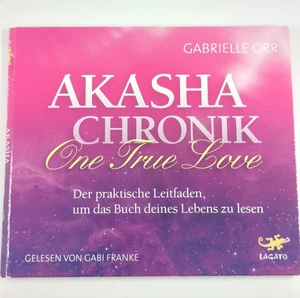 GABRIELLE ORR
AKASHA
CHRONIK
One True Love
Der praktische Leitfaden,
um das Buch deines Lebens zu lesen
GELESEN VON GABI FRANKE
LAGATO
AKASHA